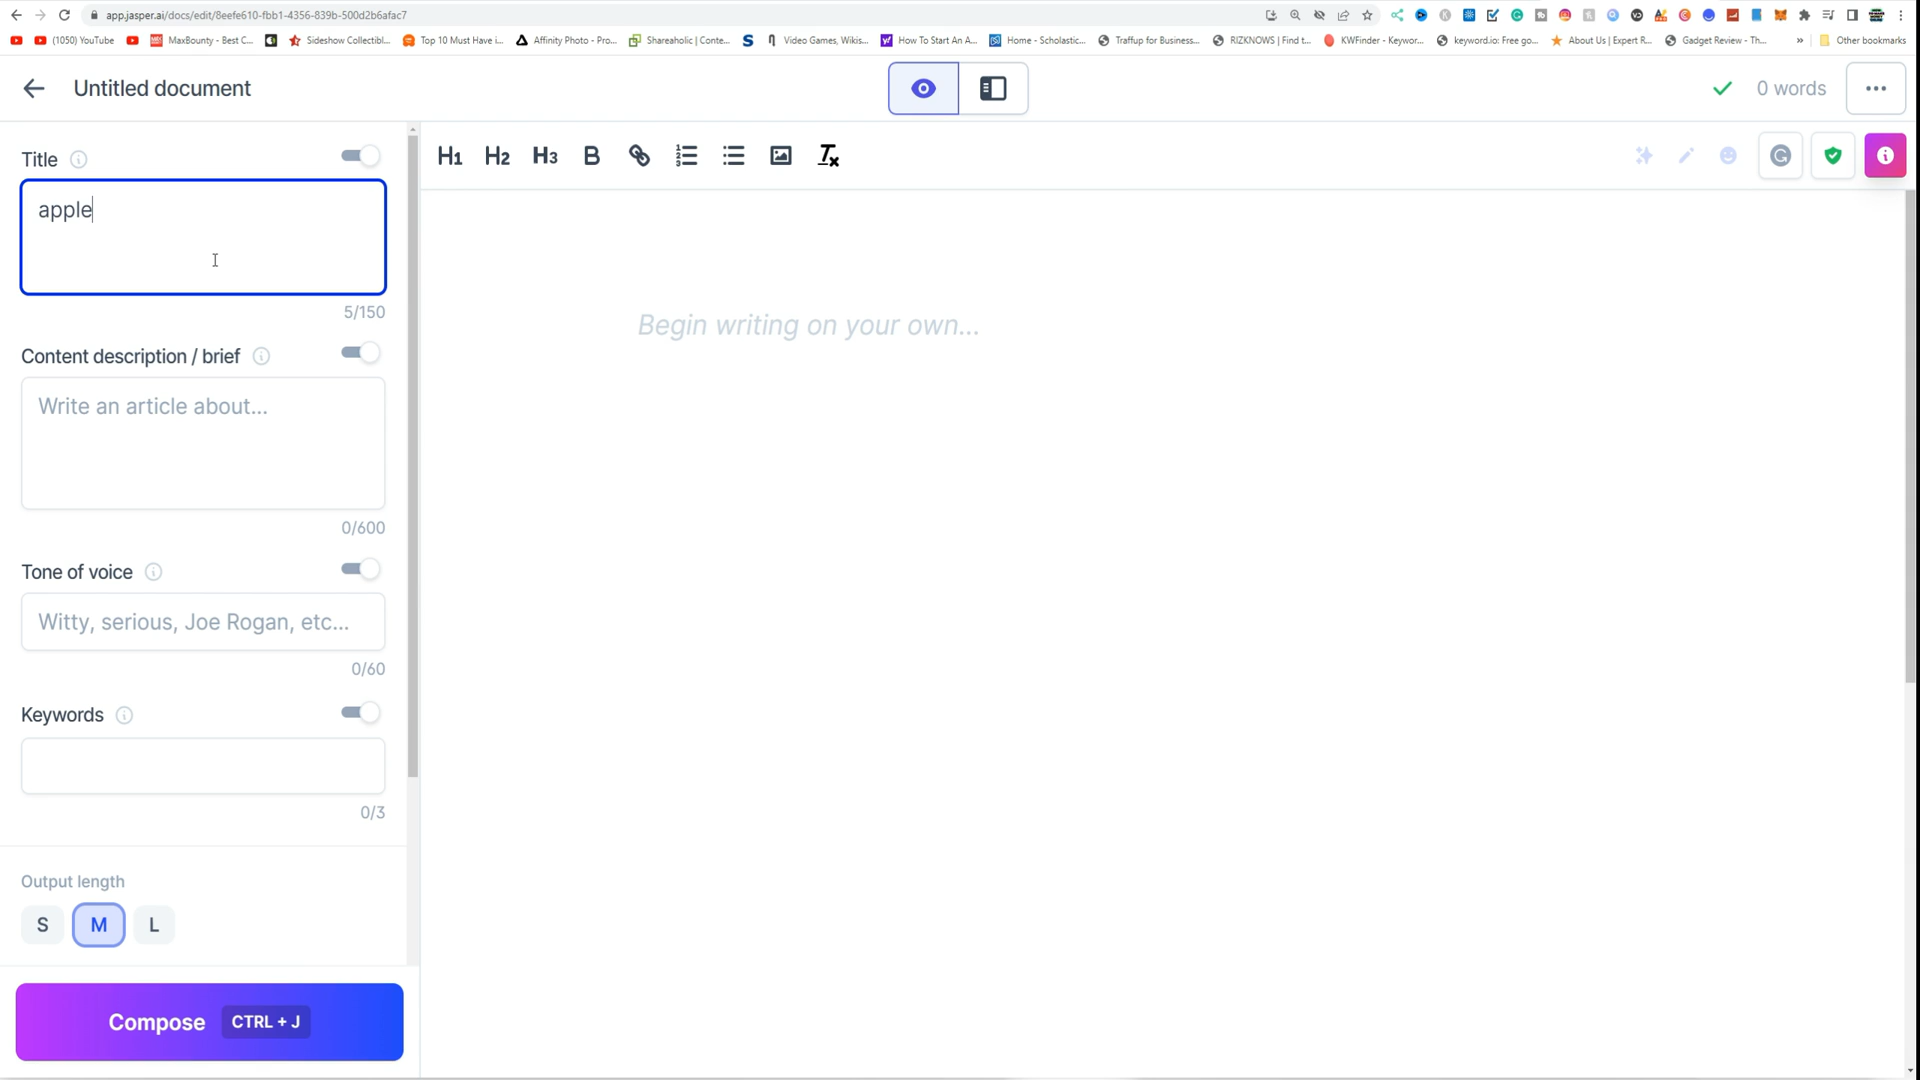 app.jasper.ai/docs/edit/8eefe610-fbb1-4356-839b-500d2b6afac7
(1050) YouTube
MaxBounty - Best C...
Sideshow Collectibl...
Top 10 Must Have i...
Affinity Photo - Pro...
Shareaholic | Conte...
Video Games, Wikis...
How To Start An A...
Home - Scholastic...
Traffup for Business...
RIZKNOWS | Find t...
KWFinder - Keywor...
keyword.io: Free go...
About Us | Expert R...
Gadget Review - Th...
»
Other bookmarks
Untitled document
0 words
Title
apple
5/150
Content description / brief
Write an article about...
0/600
Tone of voice
Witty, serious, Joe Rogan, etc...
0/60
Keywords
0/3
Output length
S M L
Compose CTRL + J
H1 H2 H3 B
Begin writing on your own...